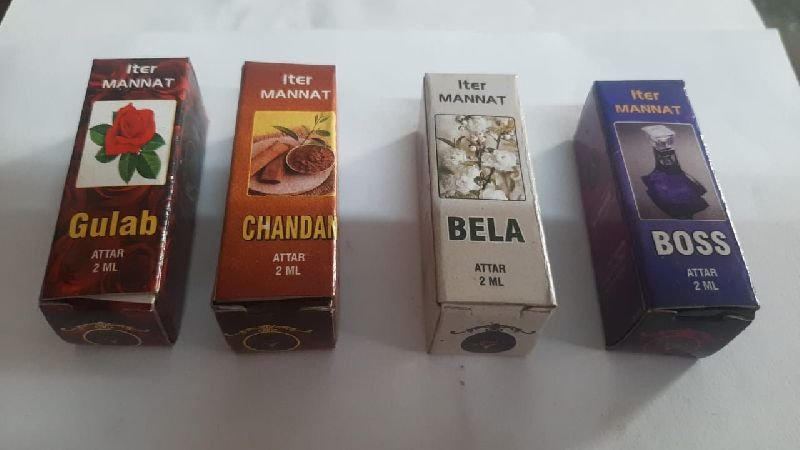 Iter
MANNAT
Gulab
ATTAR
2 ML
Iter
MANNAT
CHANDAN
ATTAR
2 ML
Iter
MANNAT
BELA
ATTAR
2 ML
Iter
MANNAT
BOSS
ATTAR
2 ML